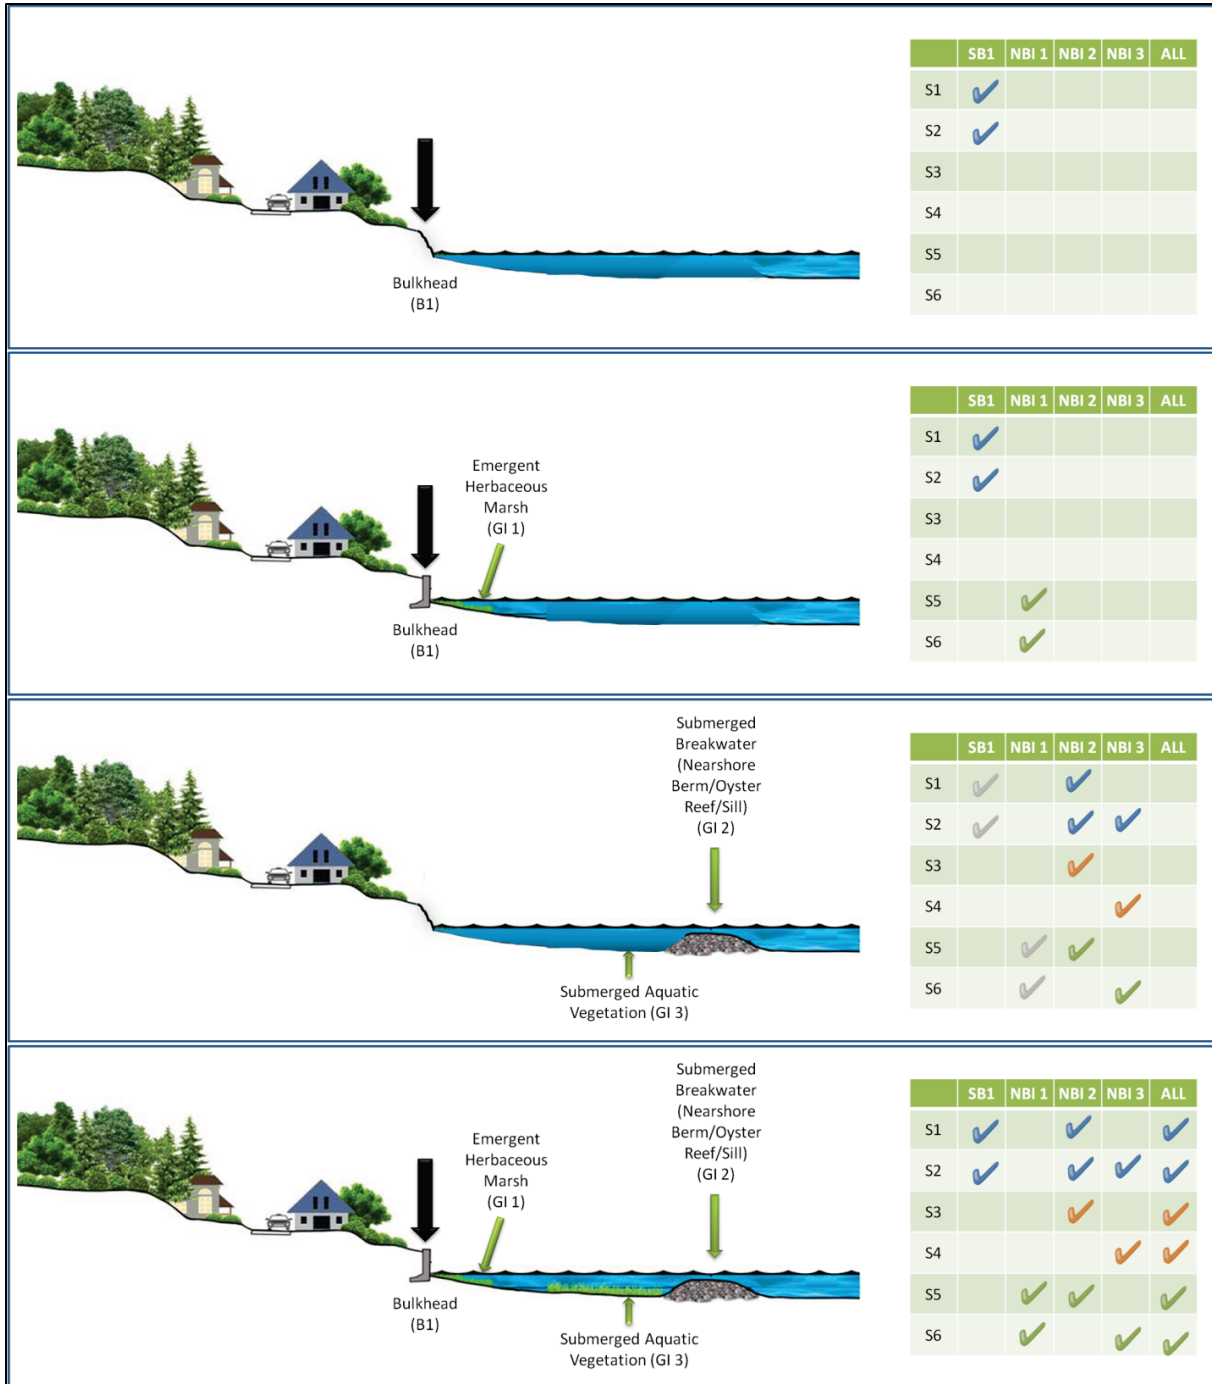 SB1 NBI 1 NBI 2 NBI 3 ALL
S1
S2
S3
S4
S5
S6
Bulkhead
(B1)
SB1 NBI 1 NBI 2 NBI 3 ALL
S1
S2
S3
S4
S5
S6
Emergent
Herbaceous
Marsh
(GI 1)
Bulkhead
(B1)
Submerged
Breakwater
(Nearshore
Berm/Oyster
Reef/Sill)
(GI 2)
SB1 NBI 1 NBI 2 NBI 3 ALL
S1
S2
S3
S4
S5
S6
Submerged Aquatic
Vegetation (GI 3)
Submerged
Breakwater
(Nearshore
Berm/Oyster
Reef/Sill)
(GI 2)
Emergent
Herbaceous
Marsh
(GI 1)
SB1 NBI 1 NBI 2 NBI 3 ALL
S1
S2
S3
S4
S5
S6
Bulkhead
(B1)
Submerged Aquatic
Vegetation (GI 3)